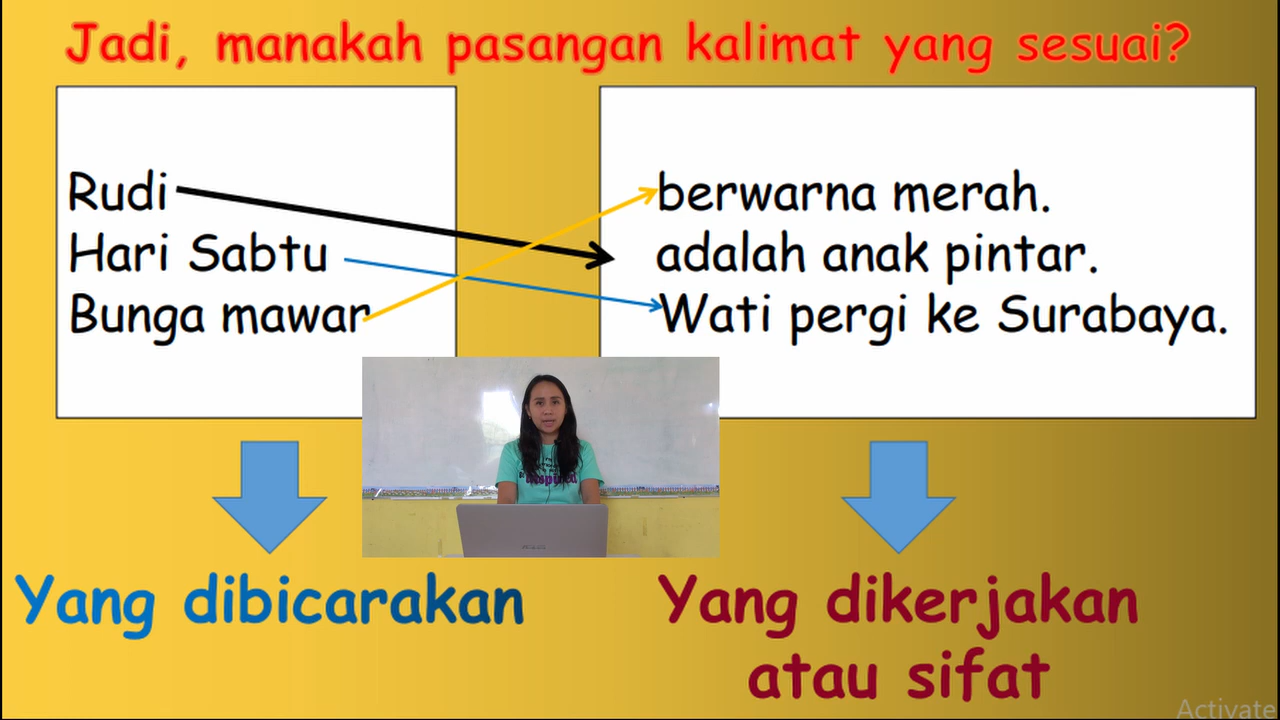 Jadi, manakah pasangan kalimat yang sesuai?
Rudi
Hari Sabtu
Bunga mawar
berwarna merah.
adalah anak pintar.
Wati pergi ke Surabaya.
Yang dibicarakan
Yang dikerjakan
atau sifat
Activate